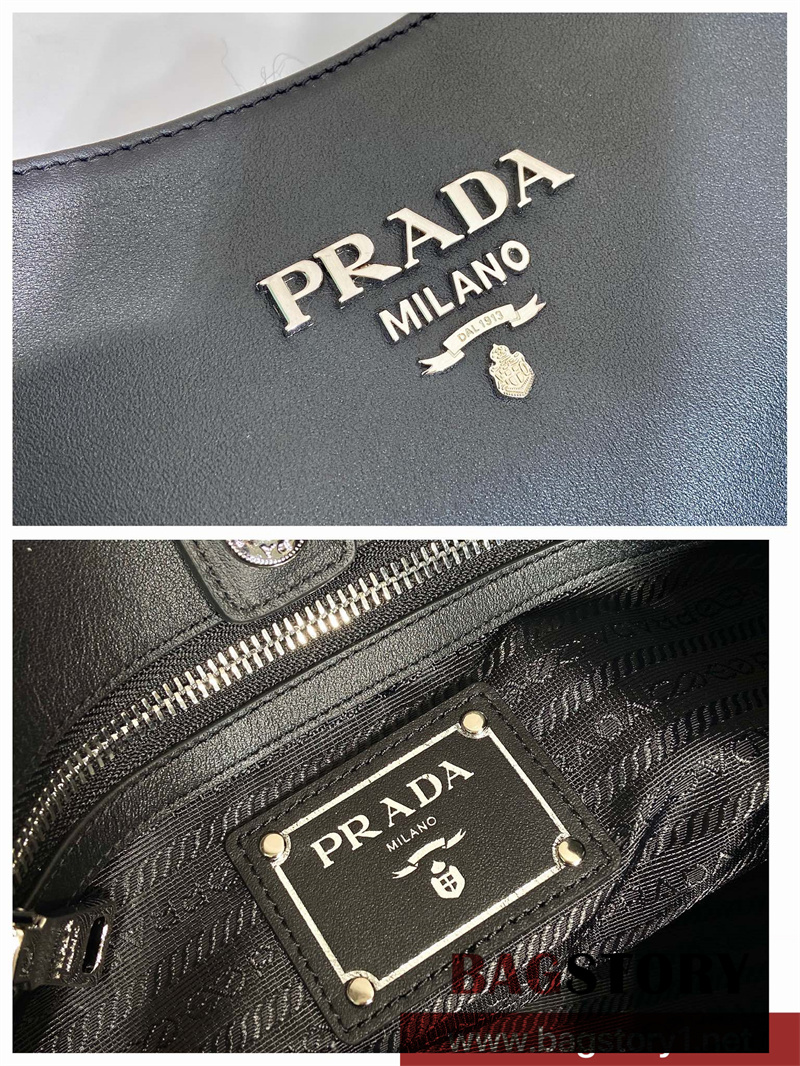 PRADA
MILANO
DAL 1913
PRADA
MILANO
BAGSTORY
www.bagstory1.net